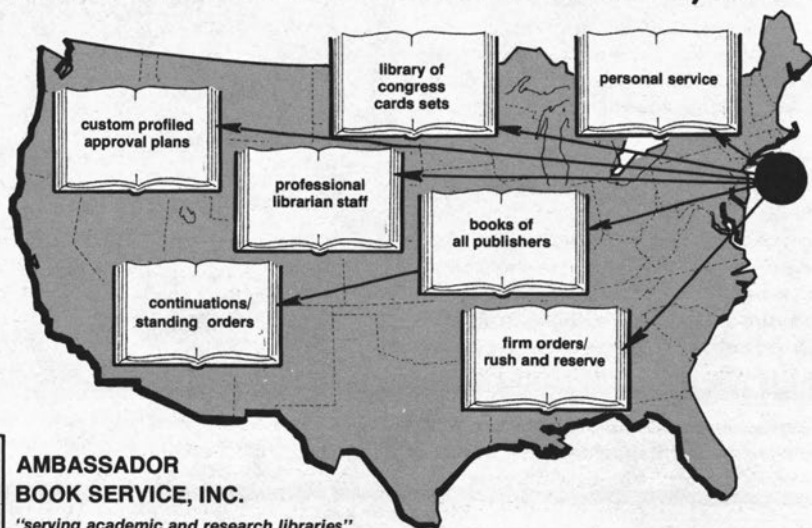 library of
congress
cards sets
personal service
custom profiled
approval plans
professional
librarian staff
books of
all publishers
continuations/
standing orders
firm orders/
rush and reserve
AMBASSADOR
BOOK SERVICE, INC.
"serving academic and research libraries"